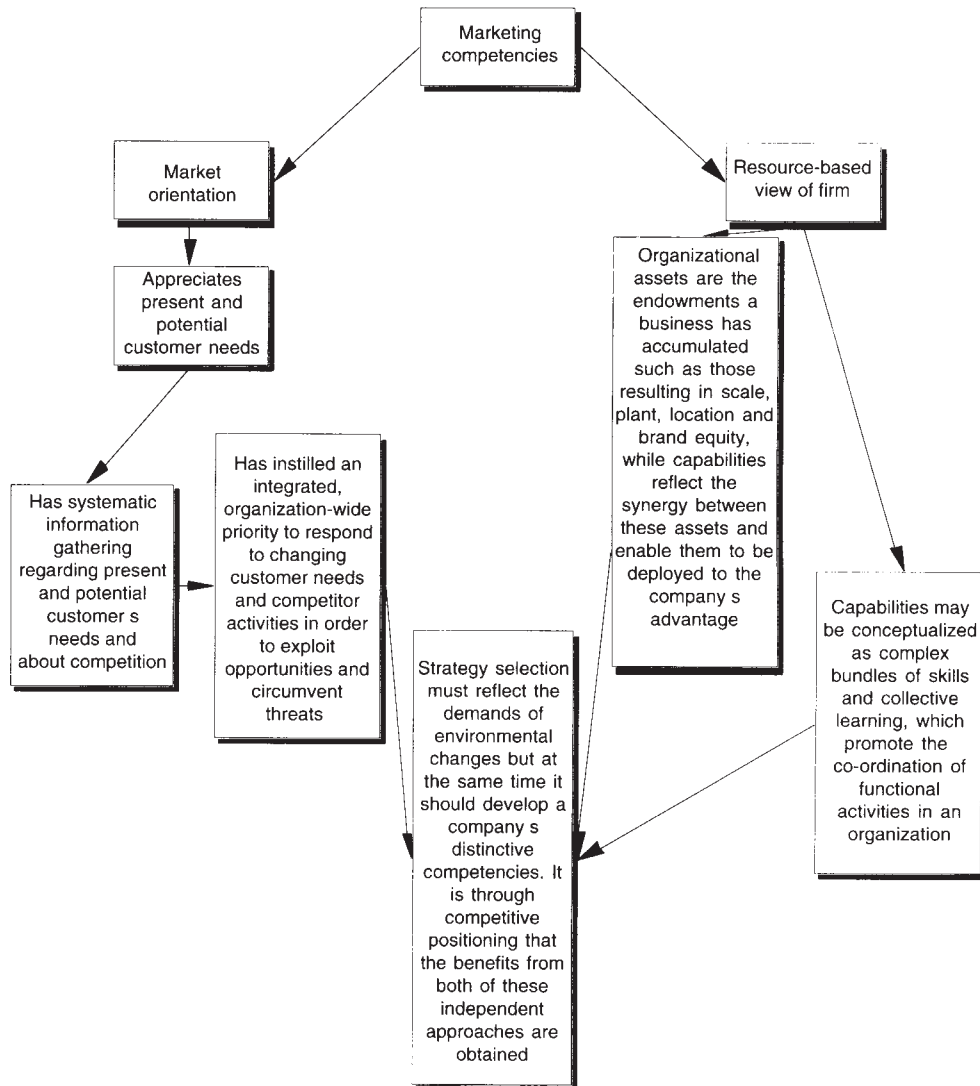 Marketing
competencies
Market
orientation
Resource-based
view of firm
Appreciates
present and
potential
customer needs
Organizational
assets are the
endowments a
business has
accumulated
such as those
resulting in scale,
plant, location and
brand equity,
while capabilities
reflect the
synergy between
these assets and
enable them to be
deployed to the
company s
advantage
Has systematic
information
gathering
regarding present
and potential
customer s
needs and
about competition
Has instilled an
integrated,
organization-wide
priority to respond
to changing
customer needs
and competitor
activities in order
to exploit
opportunities and
circumvent
threats
Capabilities may
be conceptualized
as complex
bundles of skills
and collective
learning, which
promote the
co-ordination of
functional
activities in an
organization
Strategy selection
must reflect the
demands of
environmental
changes but at
the same time it
should develop a
company s
distinctive
competencies. It
is through
competitive
positioning that
the benefits from
both of these
independent
approaches are
obtained